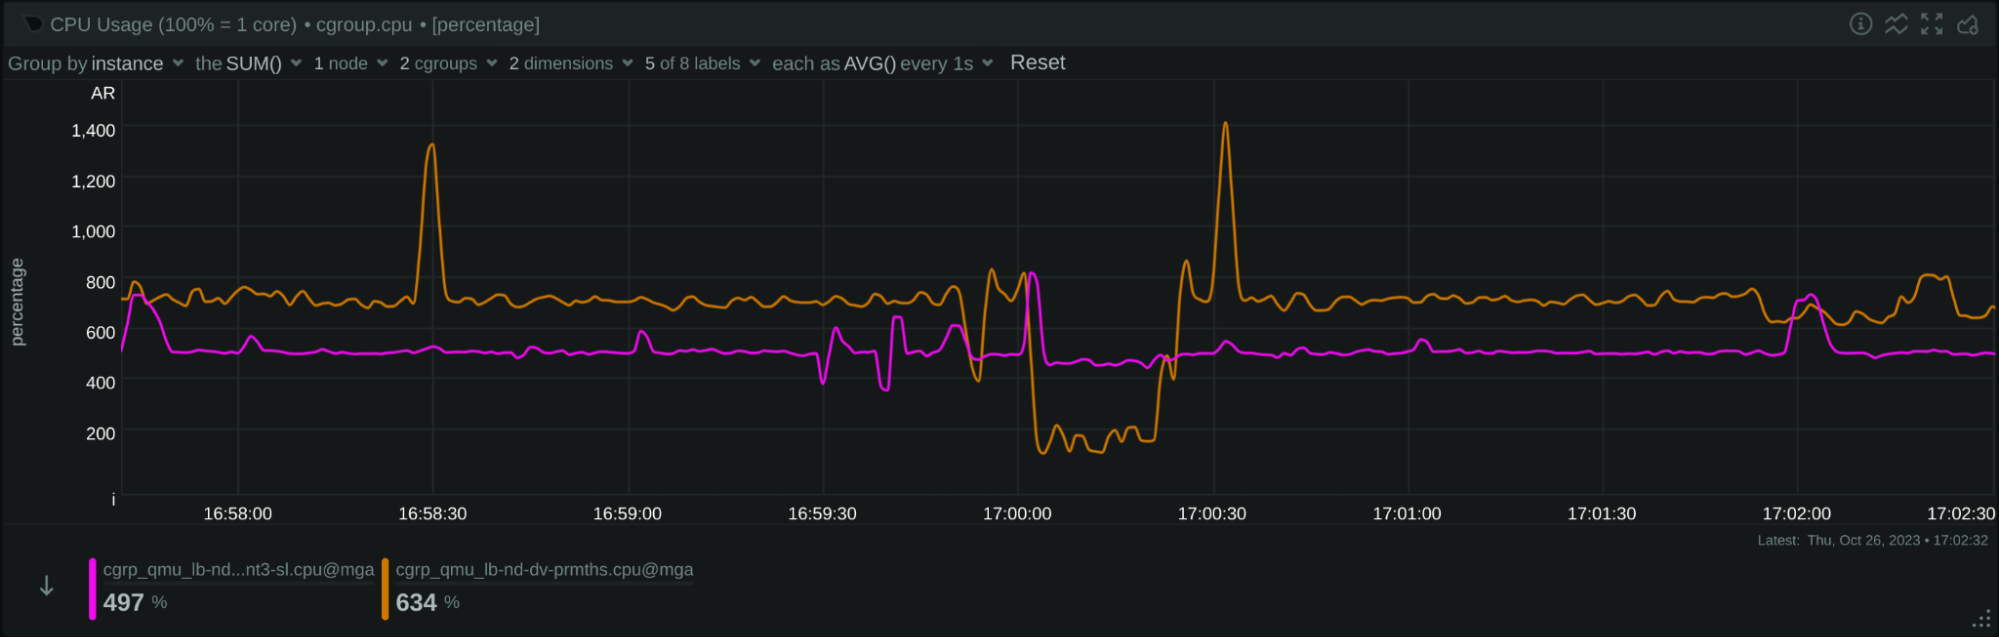 CPU Usage (100% = 1 core) • cgroup.cpu • [percentage]
Group by instance the SUM() 1 node 2 cgroups 2 dimensions 5 of 8 labels each as AVG() every 1s Reset
AR
1,400
1,200
1,000
800
600
400
200
i
percentage
16:58:00 16:58:30 16:59:00 16:59:30 17:00:00 17:00:30 17:01:00 17:01:30 17:02:00 17:02:30
Latest: Thu, Oct 26, 2023 • 17:02:32
cgrp_qmu_lb-nd...nt3-sl.cpu@mga cgrp_qmu_lb-nd-dv-prmths.cpu@mga
497 % 634 %